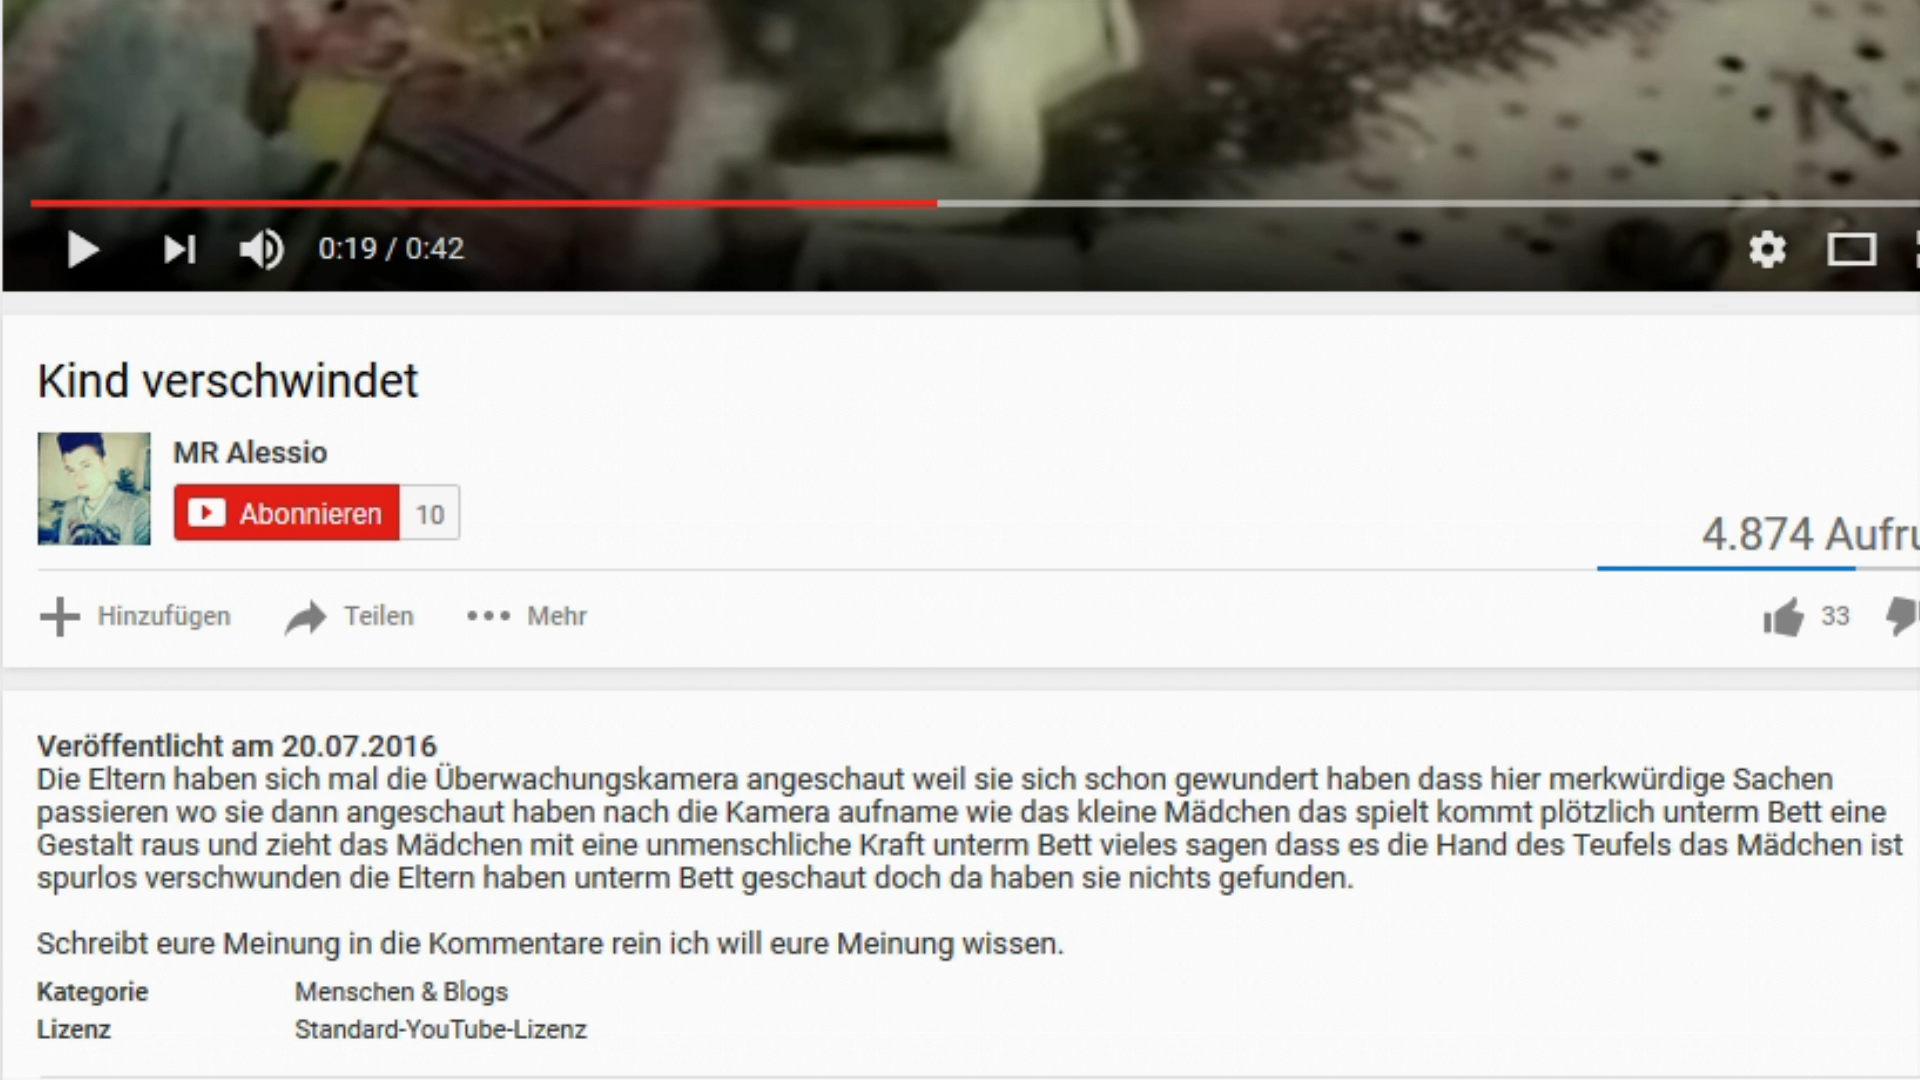 0:19 / 0:42
Kind verschwindet
MR Alessio
Abonnieren 10
4.874
Hinzufügen Teilen Mehr 33
Veröffentlicht am 20.07.2016
Die Eltern haben sich mal die Überwachungskamera angeschaut weil sie sich schon gewundert haben dass hier merkwürdige Sachen
passieren wo sie dann angeschaut haben nach die Kamera aufname wie das kleine Mädchen das spielt kommt plötzlich unterm Bett eine
Gestalt raus und zieht das Mädchen mit eine unmenschliche Kraft unterm Bett vieles sagen dass es die Hand des Teufels das Mädchen ist
spurlos verschwunden die Eltern haben unterm Bett geschaut doch da haben sie nichts gefunden.
Schreibt eure Meinung in die Kommentare rein ich will eure Meinung wissen.
Kategorie Menschen & Blogs
Lizenz Standard-YouTube-Lizenz